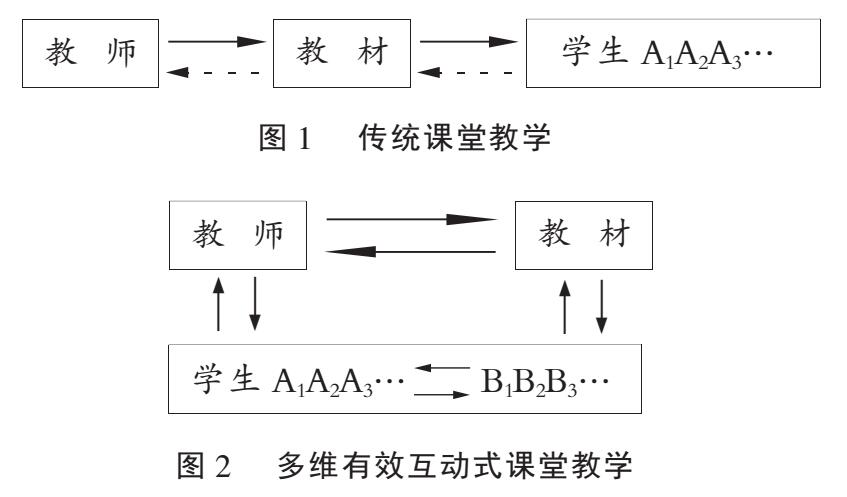 教 师 教 材 学生 A₁A₂A₃…
图 1 传统课堂教学
教 师 教 材
学生 A₁A₂A₃… B₁B₂B₃…
图 2 多维有效互动式课堂教学